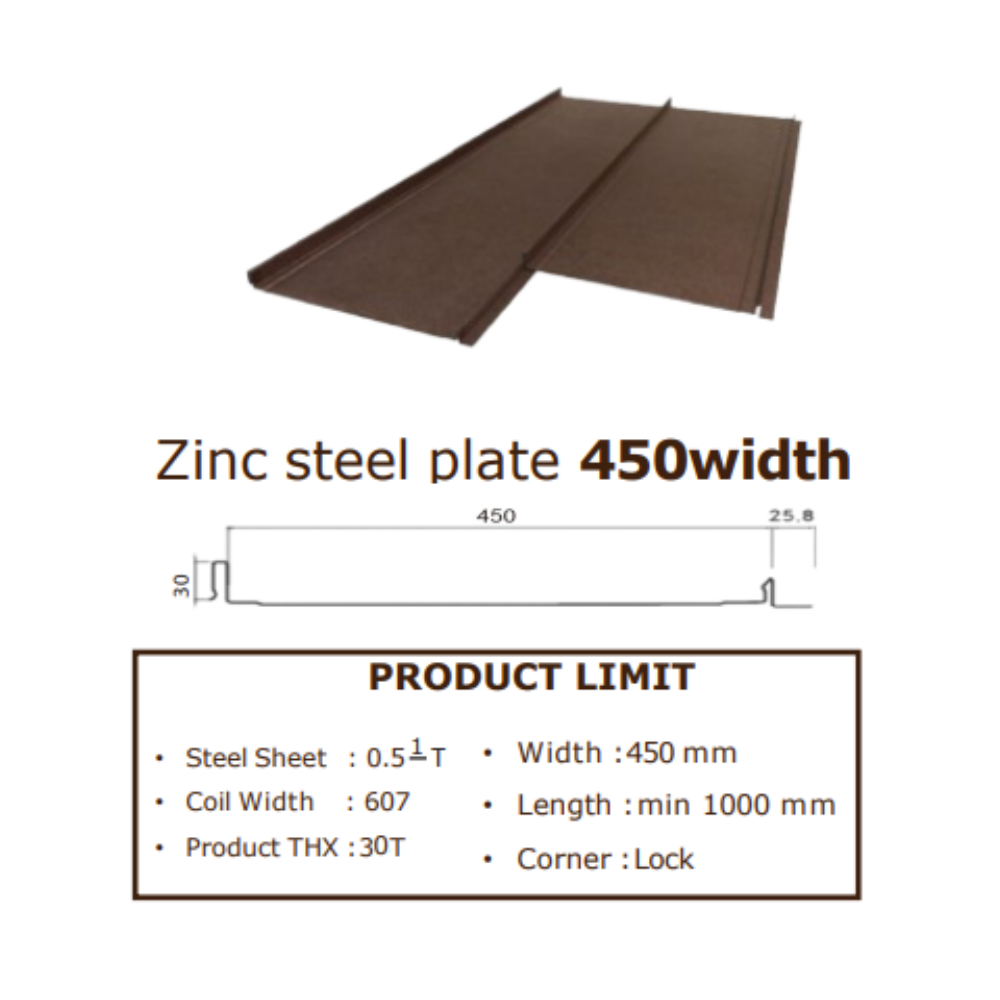 Zinc steel plate 450width
450
25.8
30
PRODUCT LIMIT
• Steel Sheet : 0.5 1 T
• Coil Width : 607
• Product THX : 30T
• Width : 450 mm
• Length : min 1000 mm
• Corner : Lock